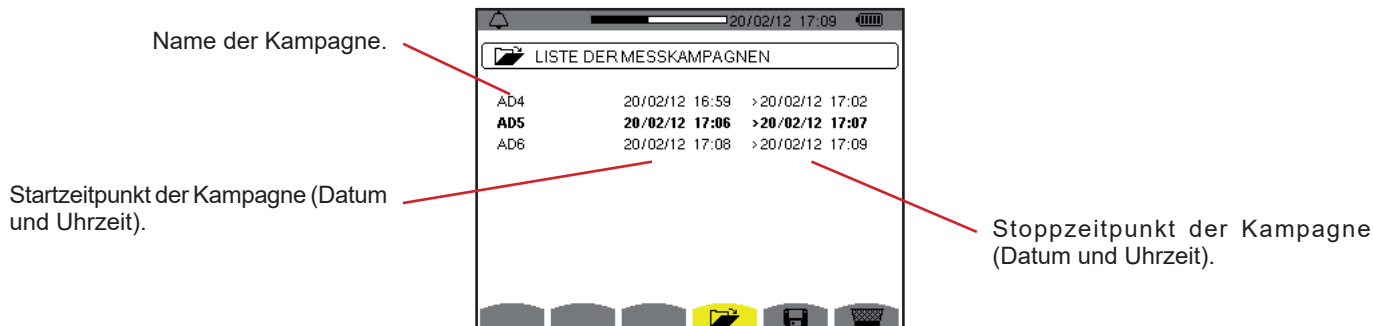 20/02/12 17:09
Name der Kampagne.
LISTE DER MESSKAMPAGNEN
AD4 20/02/12 16:59 >20/02/12 17:02
AD5 20/02/12 17:06 >20/02/12 17:07
AD6 20/02/12 17:08 >20/02/12 17:09
Startzeitpunkt der Kampagne (Datum
und Uhrzeit).
Stoppzeitpunkt der Kampagne
(Datum und Uhrzeit).